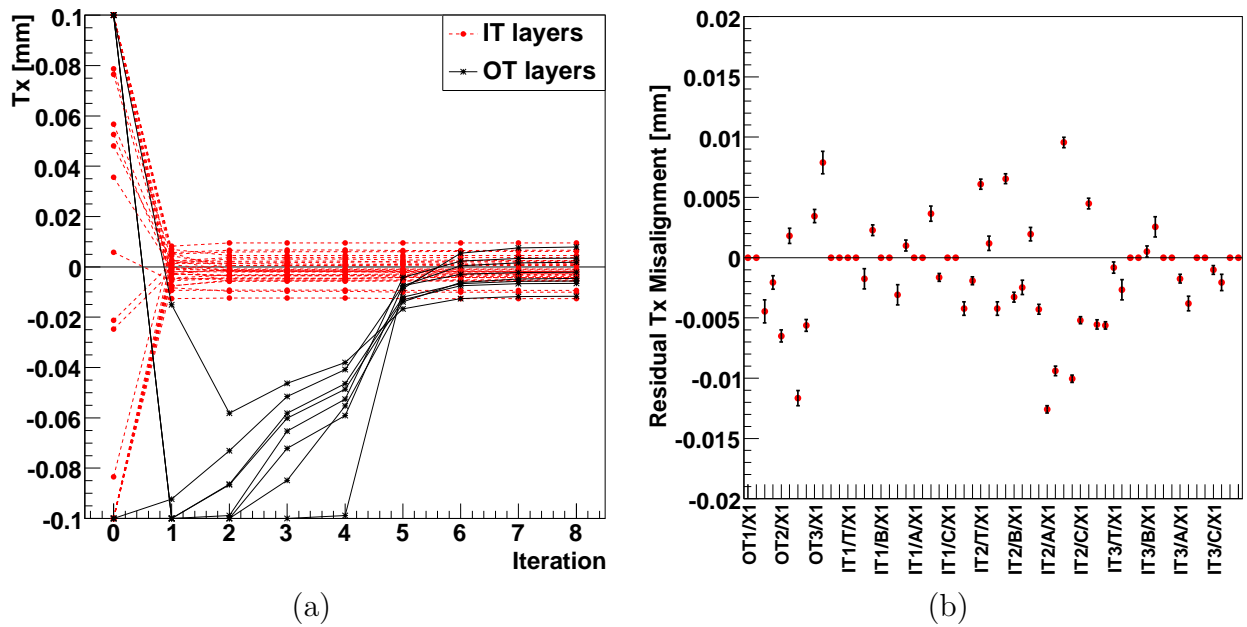 Tx [mm]
0.1
0.08
0.06
0.04
0.02
0
-0.02
-0.04
-0.06
-0.08
-0.1
IT layers
OT layers
0 1 2 3 4 5 6 7 8
Iteration
(a)
Residual Tx Misalignment [mm]
0.02
0.015
0.01
0.005
0
-0.005
-0.01
-0.015
-0.02
OT1/X1
OT2/X1
OT3/X1
IT1/T/X1
IT1/B/X1
IT1/A/X1
IT1/C/X1
IT2/T/X1
IT2/B/X1
IT2/A/X1
IT2/C/X1
IT3/T/X1
IT3/B/X1
IT3/A/X1
IT3/C/X1
(b)